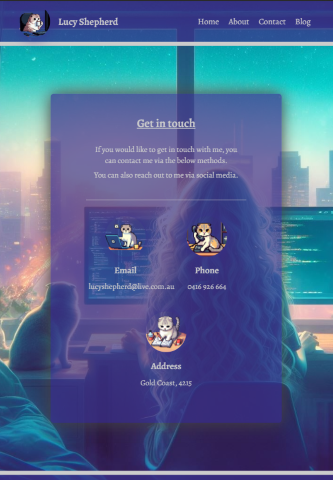 Lucy Shepherd
Home About Contact Blog
Get in touch
If you would like to get in touch with me, you
can contact me via the below methods.
You can also reach out to me via social media.
Email Phone
lucyshepherd@live.com.au 0416 926 664
Address
Gold Coast, 4215